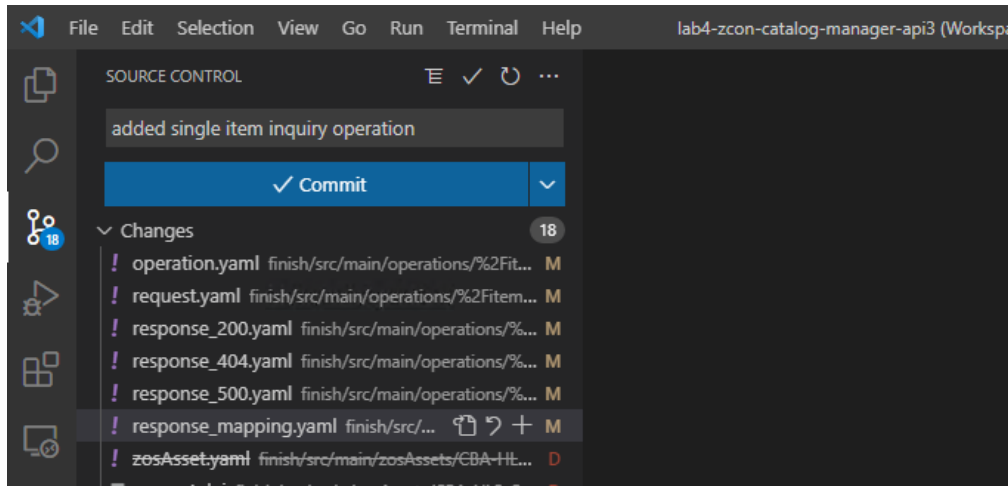 File Edit Selection View Go Run Terminal Help lab4-zcon-catalog-manager-api3 (Workspa
SOURCE CONTROL
added single item inquiry operation
Commit
18
Changes 18
operation.yaml finish/src/main/operations/%2Fit... M
request.yaml finish/src/main/operations/%2Fitem... M
response_200.yaml finish/src/main/operations/%... M
response_404.yaml finish/src/main/operations/%... M
response_500.yaml finish/src/main/operations/%... M
response_mapping.yaml finish/src/... M
zosAsset.yaml finish/src/main/zosAssets/CBA-HL... D